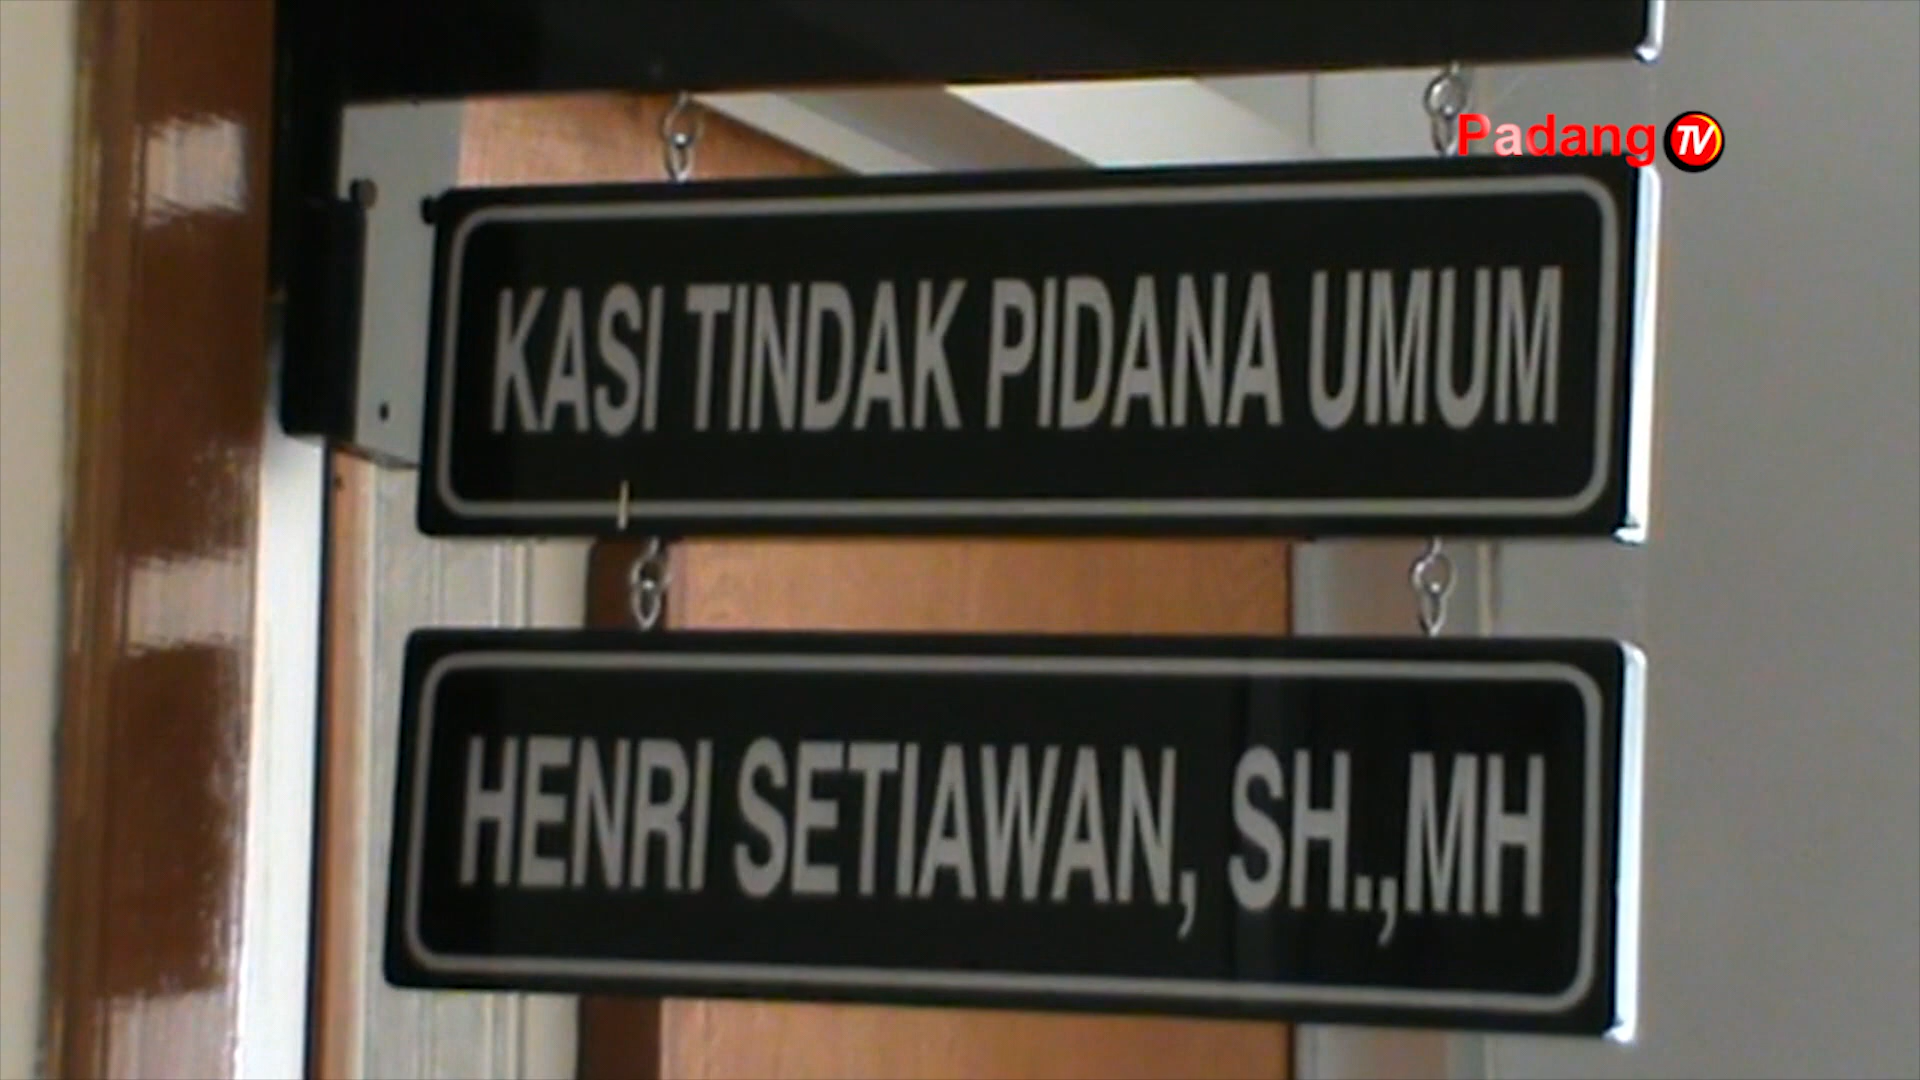 Padang TV
KASI TINDAK PIDANA UMUM
HENRI SETIAWAN, SH.,MH